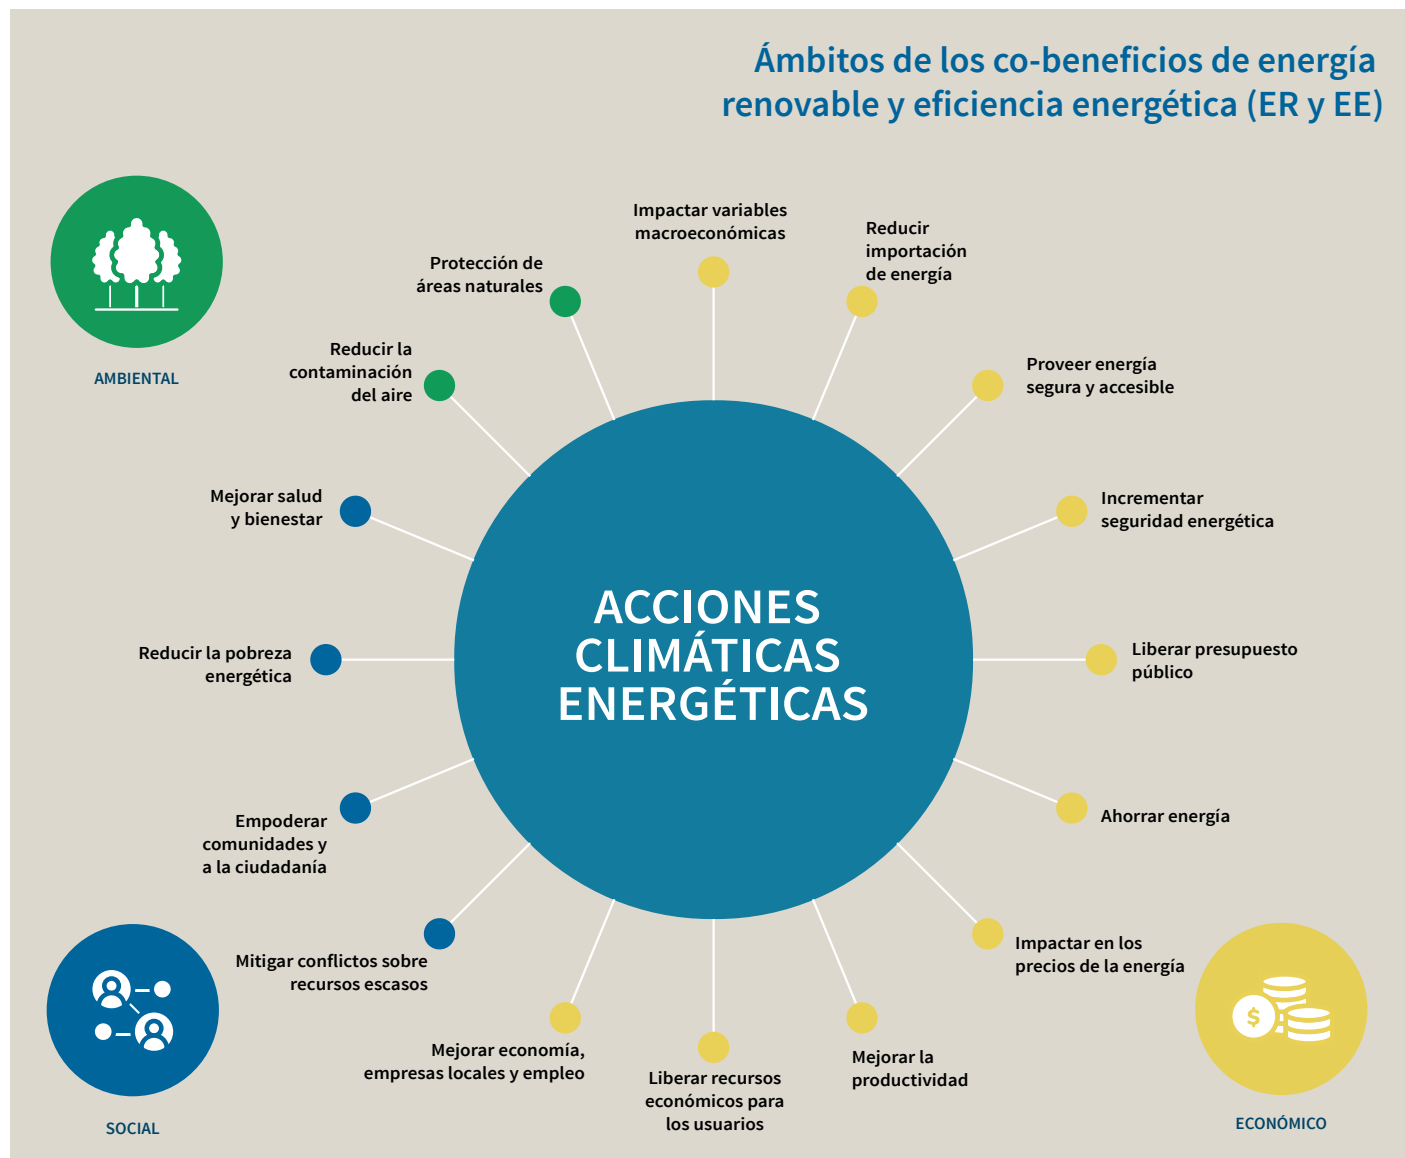 Ámbitos de los co-beneficios de energía
renovable y eficiencia energética (ER y EE)
AMBIENTAL
Impactar variables
macroeconómicas
Reducir
importación
de energía
Proveer energía
segura y accesible
Incrementar
seguridad energética
Liberar presupuesto
público
Ahorrar energía
Impactar en los
precios de la energía
Mejorar la
productividad
Liberar recursos
económicos para
los usuarios
Mejorar economía,
empresas locales y empleo
Mitigar conflictos sobre
recursos escasos
Empoderar
comunidades y
a la ciudadanía
Reducir la pobreza
energética
Mejorar salud
y bienestar
Reducir la
contaminación
del aire
Protección de
áreas naturales
ACCIONES
CLIMÁTICAS
ENERGÉTICAS
SOCIAL
$
ECONÓMICO